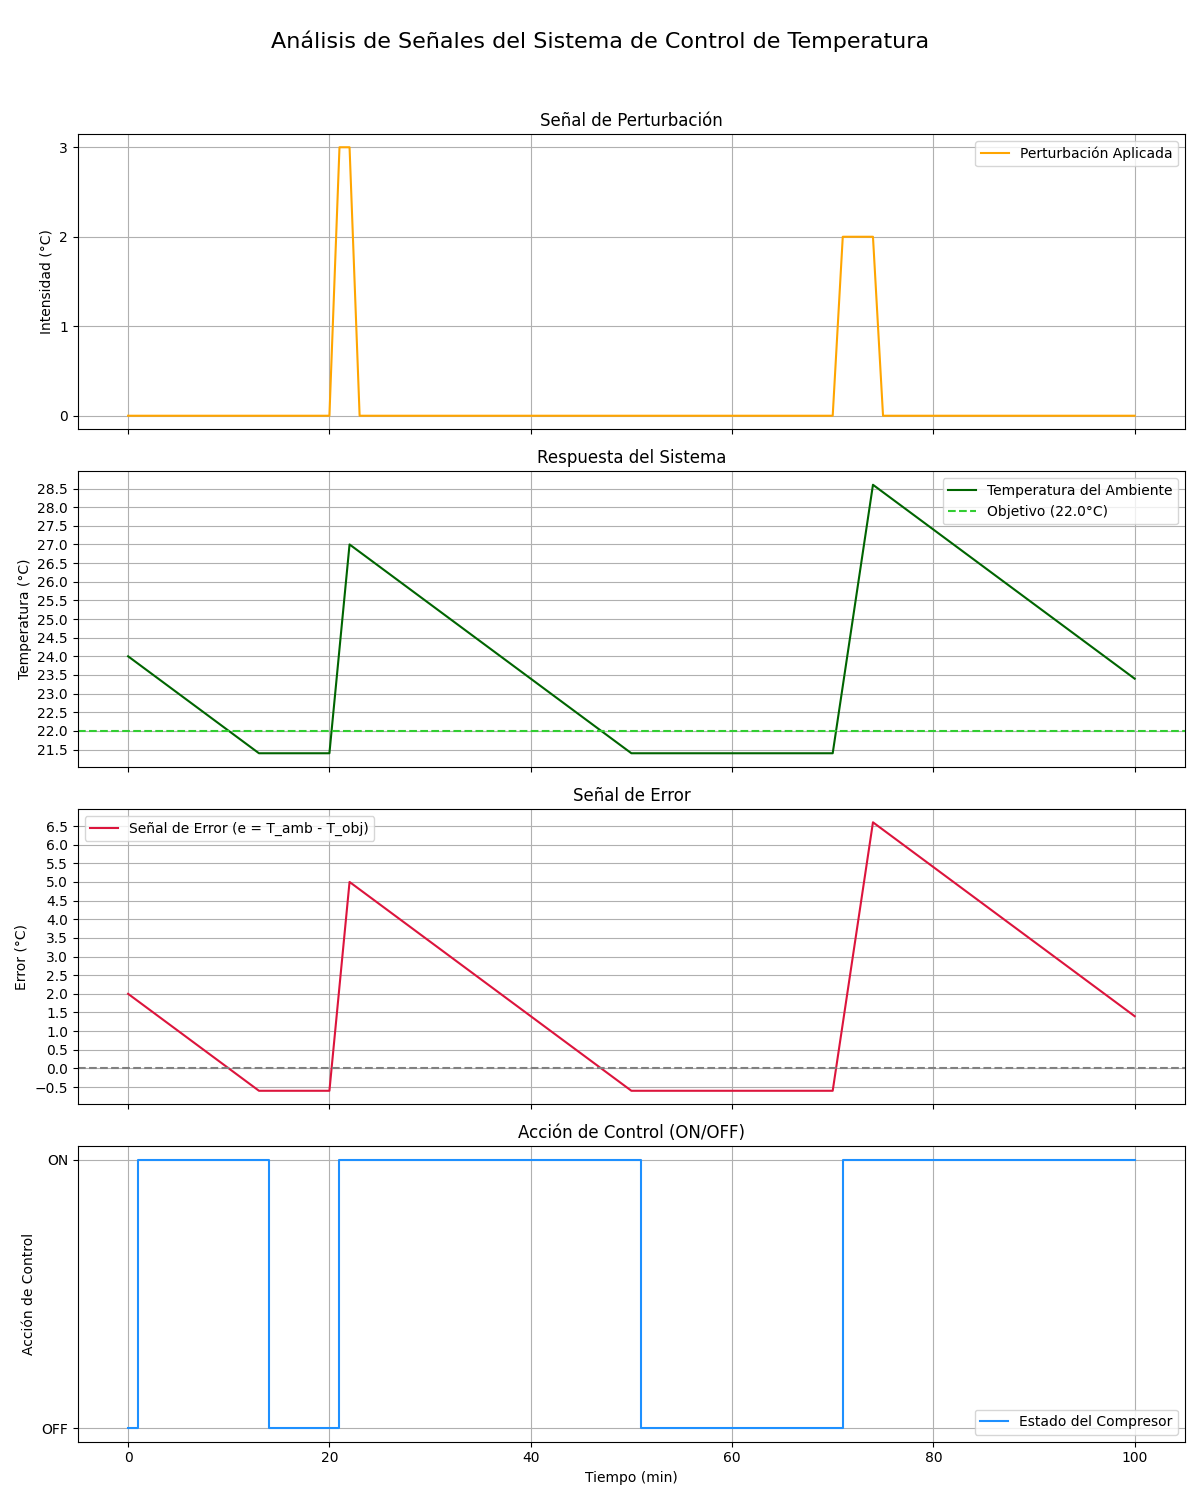 Análisis de Señales del Sistema de Control de Temperatura
Señal de Perturbación
Perturbación Aplicada
Intensidad (°C)
3
2
1
0
Respuesta del Sistema
Temperatura del Ambiente
Objetivo (22.0°C)
Temperatura (°C)
28.5
28.0
27.5
27.0
26.5
26.0
25.5
25.0
24.5
24.0
23.5
23.0
22.5
22.0
21.5
Señal de Error
Señal de Error (e = T_amb - T_obj)
Error (°C)
6.5
6.0
5.5
5.0
4.5
4.0
3.5
3.0
2.5
2.0
1.5
1.0
0.5
0.0
−0.5
Acción de Control (ON/OFF)
Acción de Control
ON
OFF
Estado del Compresor
0 20 40 60 80 100
Tiempo (min)